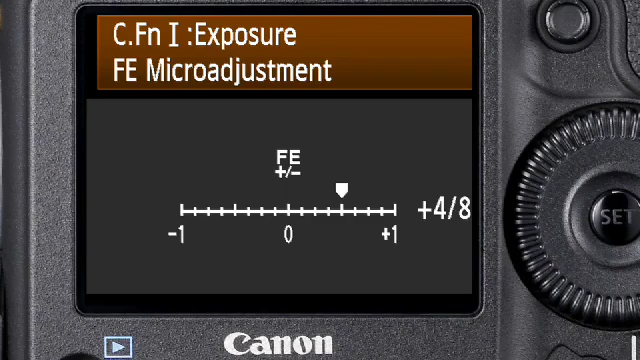 C.Fn I :Exposure
FE Microadjustment
FE
+/−
+4/8
−1 0 +1
SET
Canon